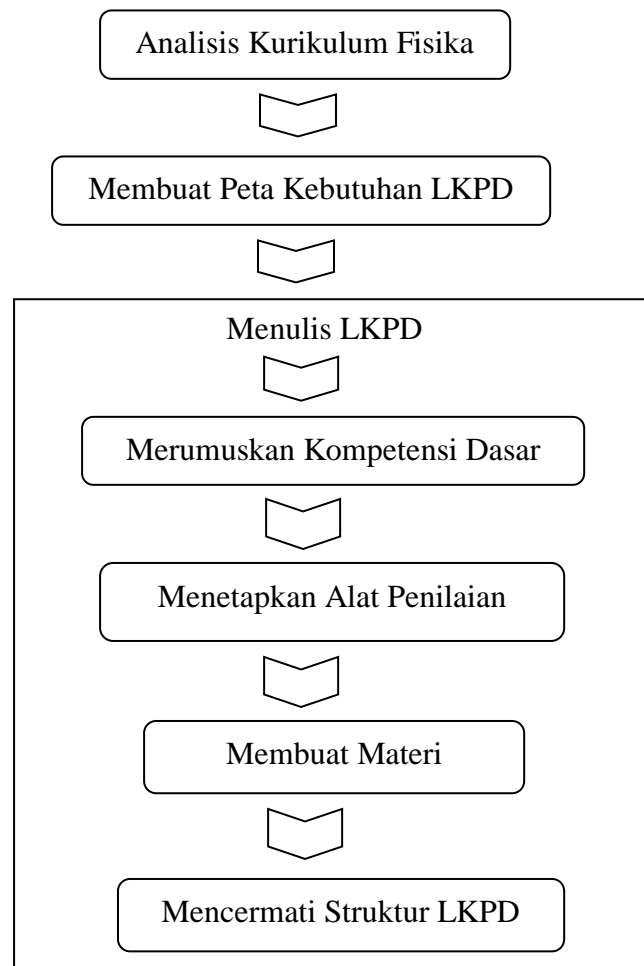 Analisis Kurikulum Fisika
Membuat Peta Kebutuhan LKPD
Menulis LKPD
Merumuskan Kompetensi Dasar
Menetapkan Alat Penilaian
Membuat Materi
Mencermati Struktur LKPD